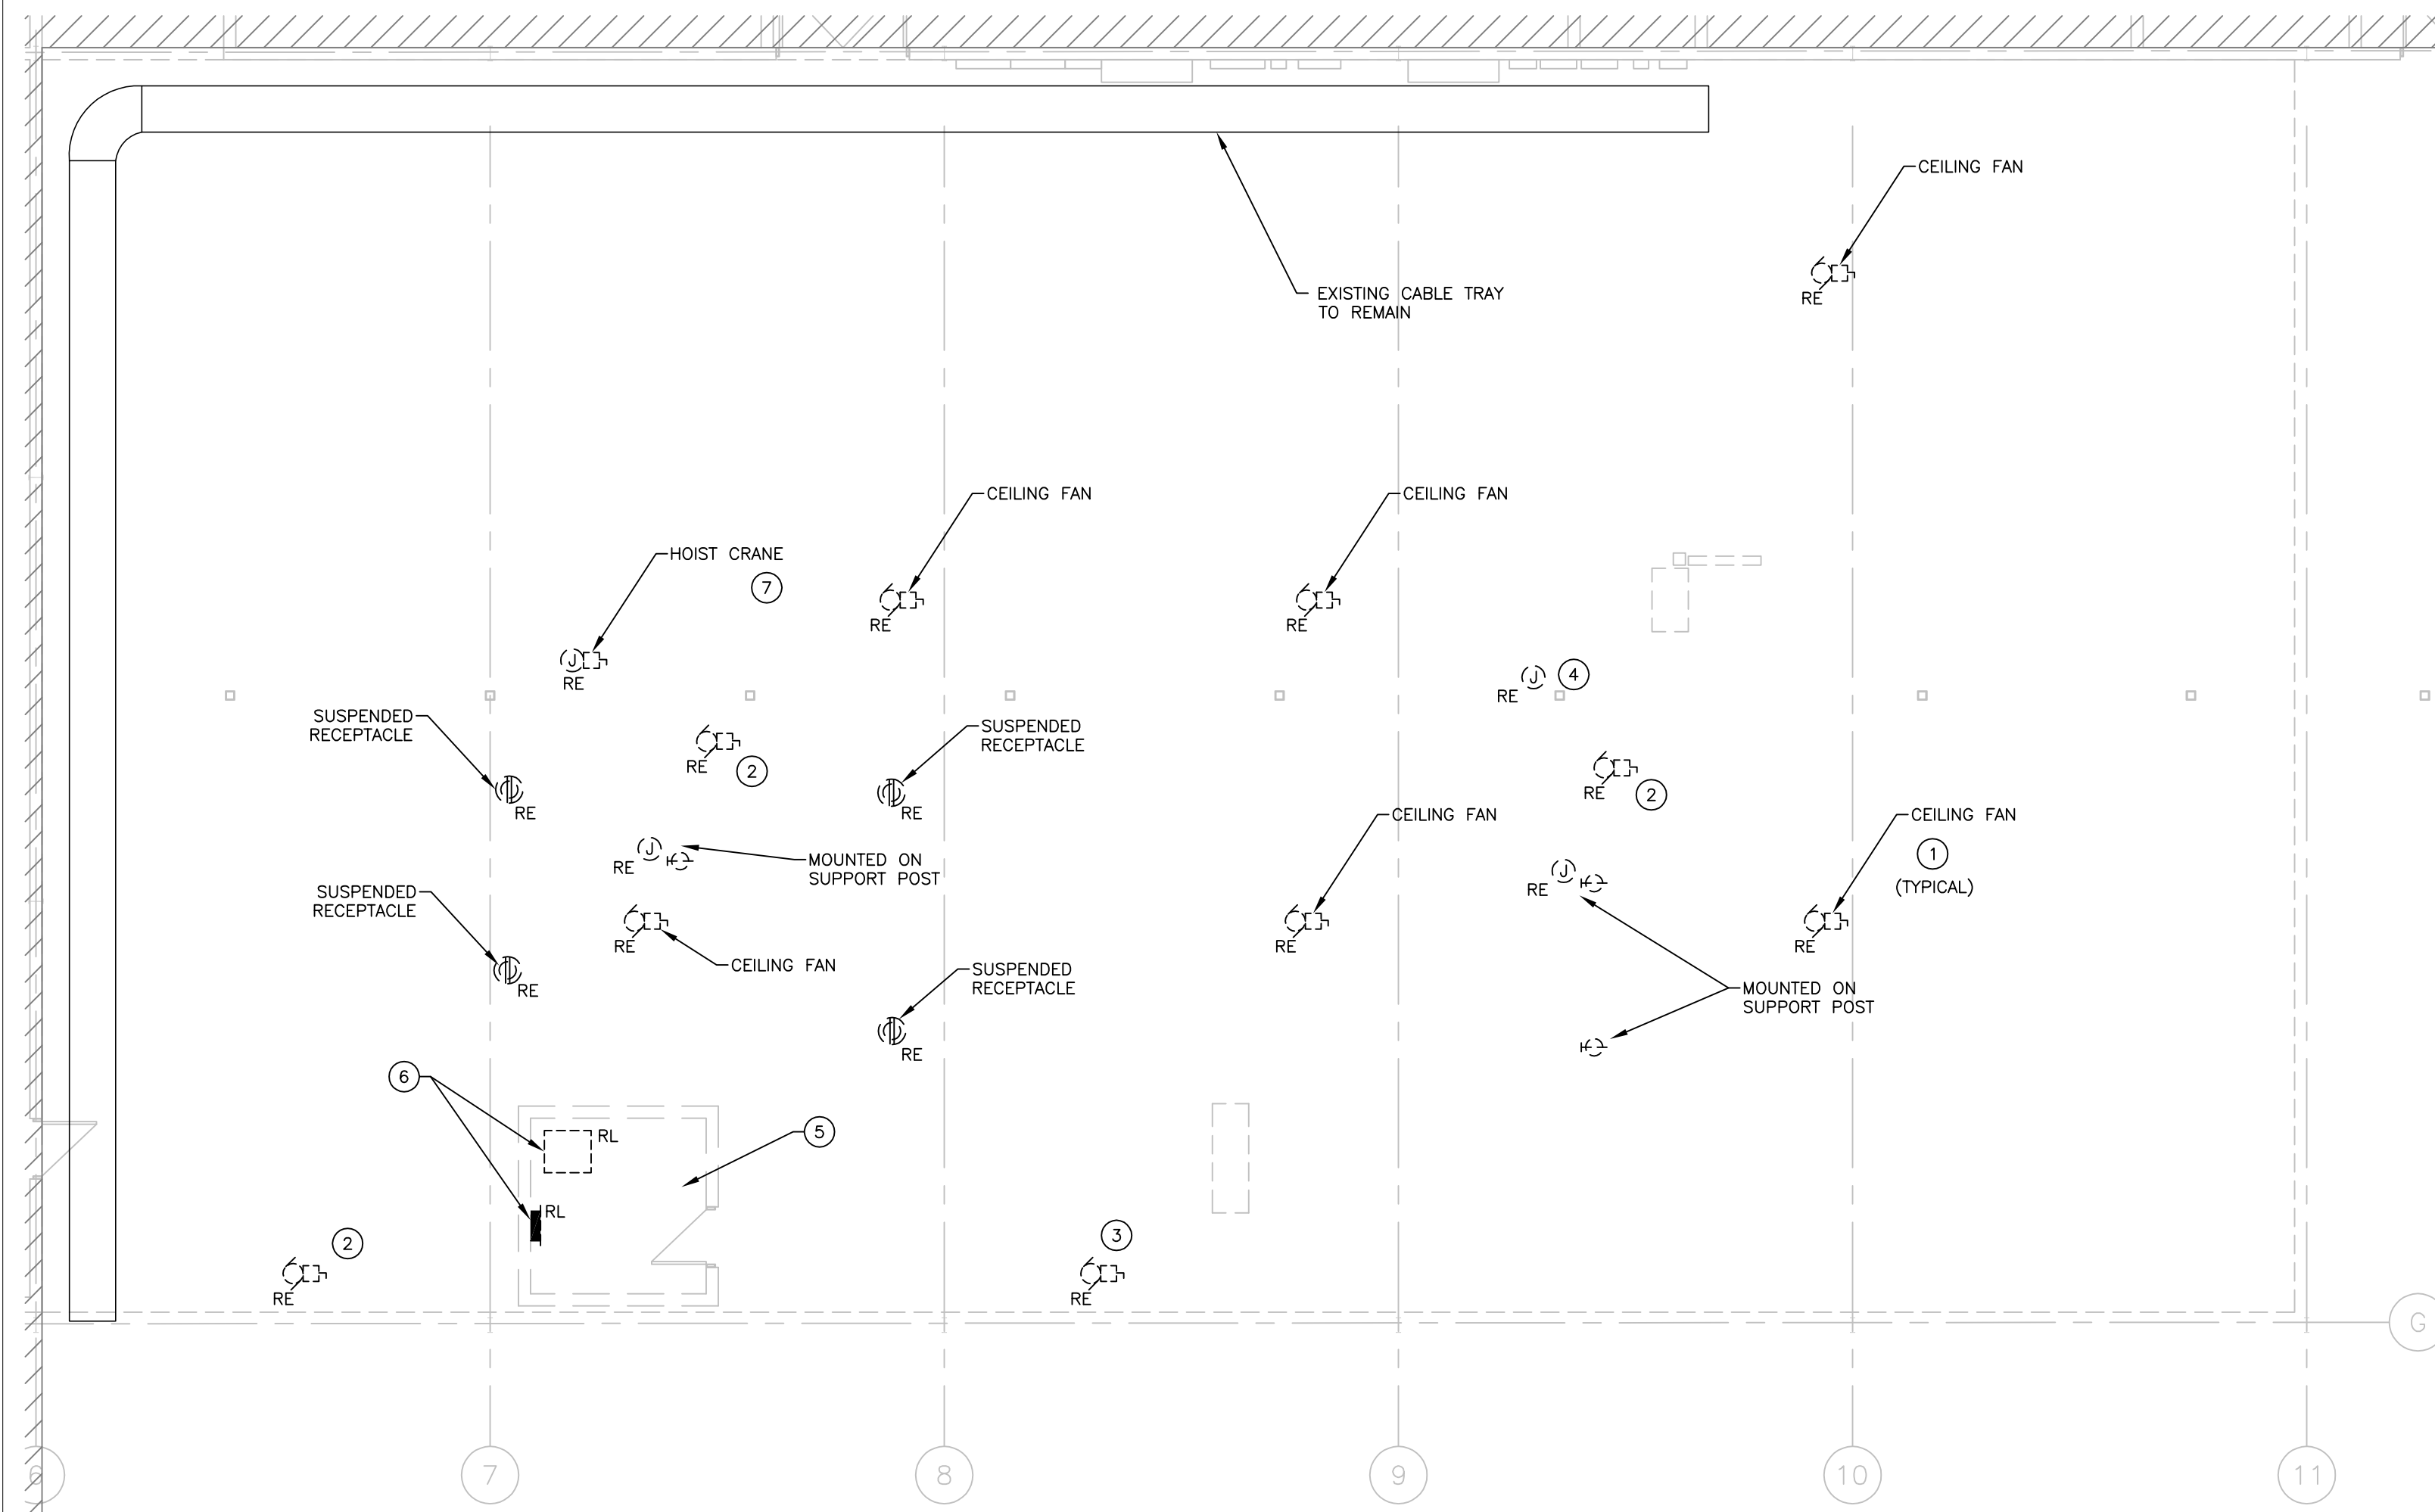 CEILING FAN
RE
EXISTING CABLE TRAY
TO REMAIN
CEILING FAN
RE
CEILING FAN
RE
HOIST CRANE
7
J
RE
J
4
RE
SUSPENDED
RECEPTACLE
RE
2
RE
SUSPENDED
RECEPTACLE
RE
2
RE
J
RE
MOUNTED ON
SUPPORT POST
CEILING FAN
RE
CEILING FAN
1
(TYPICAL)
RE
J
RE
SUSPENDED
RECEPTACLE
RE
CEILING FAN
RE
SUSPENDED
RECEPTACLE
RE
MOUNTED ON
SUPPORT POST
6
RL
5
RL
2
RE
3
RE
G
6
7
8
9
10
11